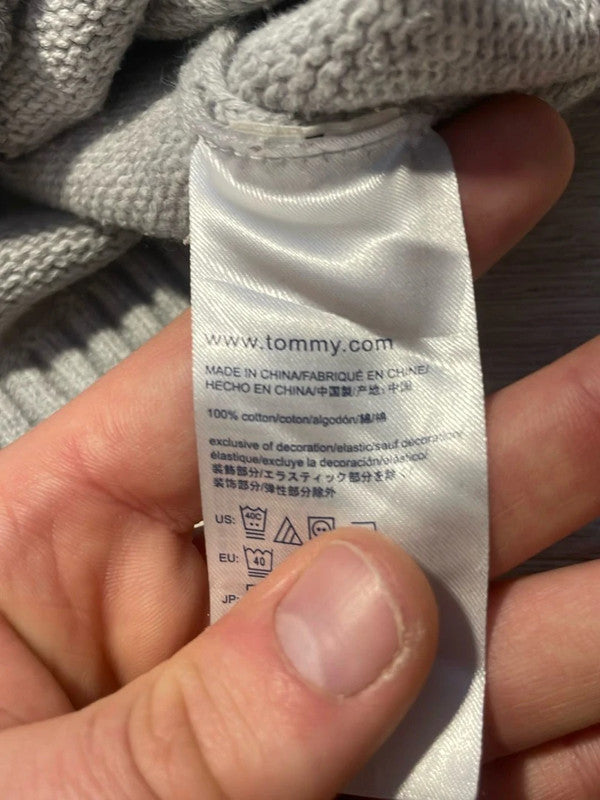 www.tommy.com
MADE IN CHINA/FABRIQUÉ EN CHINE/
HECHO EN CHINA/中国製/产地: 中国
100% cotton/coton/algodón/綿/棉
exclusive of decoration/elastic/sauf décoration/
élastique/excluye la decoración/elástico/
装飾部分/エラスティック部分を除
装饰部分/弹性部分除外
US: 40C
EU: 40
JP: